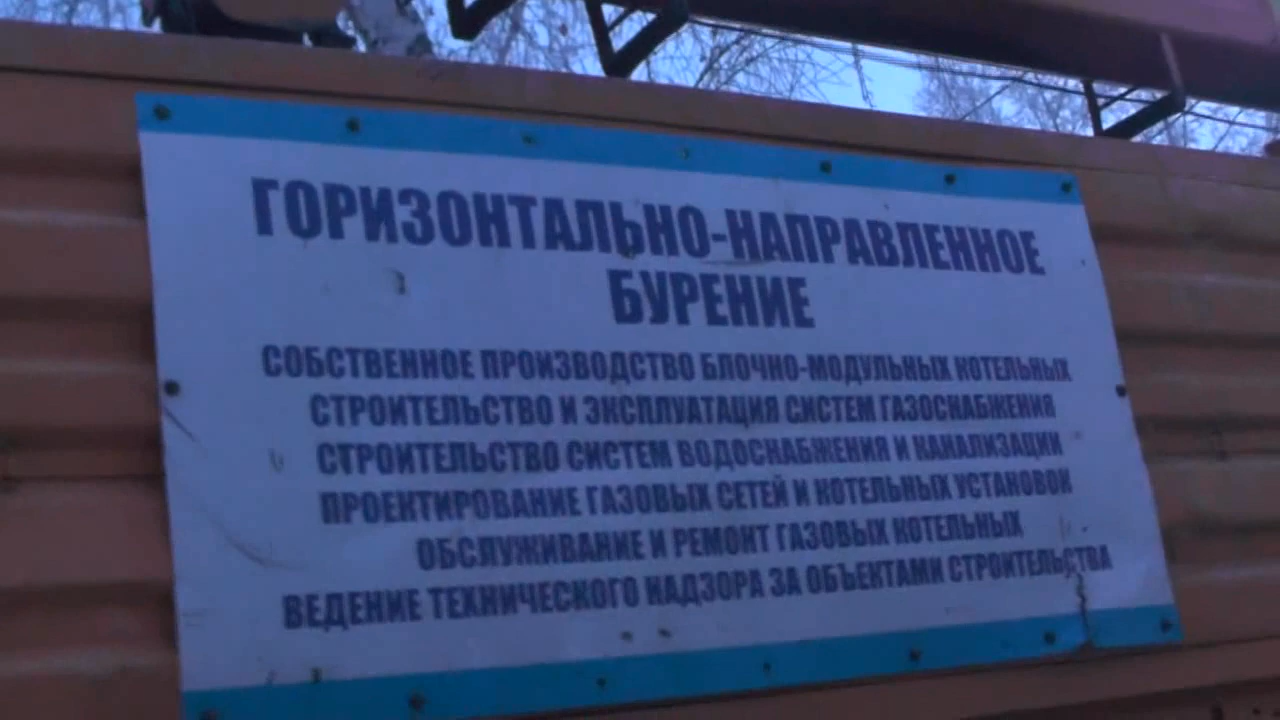 ГОРИЗОНТАЛЬНО-НАПРАВЛЕННОЕ
БУРЕНИЕ
СОБСТВЕННОЕ ПРОИЗВОДСТВО БЛОЧНО-МОДУЛЬНЫХ КОТЕЛЬНЫХ
СТРОИТЕЛЬСТВО И ЭКСПЛУАТАЦИЯ СИСТЕМ ГАЗОСНАБЖЕНИЯ
СТРОИТЕЛЬСТВО СИСТЕМ ВОДОСНАБЖЕНИЯ И КАНАЛИЗАЦИИ
ПРОЕКТИРОВАНИЕ ГАЗОВЫХ СЕТЕЙ И КОТЕЛЬНЫХ УСТАНОВОК
ОБСЛУЖИВАНИЕ И РЕМОНТ ГАЗОВЫХ КОТЕЛЬНЫХ
ВЕДЕНИЕ ТЕХНИЧЕСКОГО НАДЗОРА ЗА ОБЪЕКТАМИ СТРОИТЕЛЬСТВА